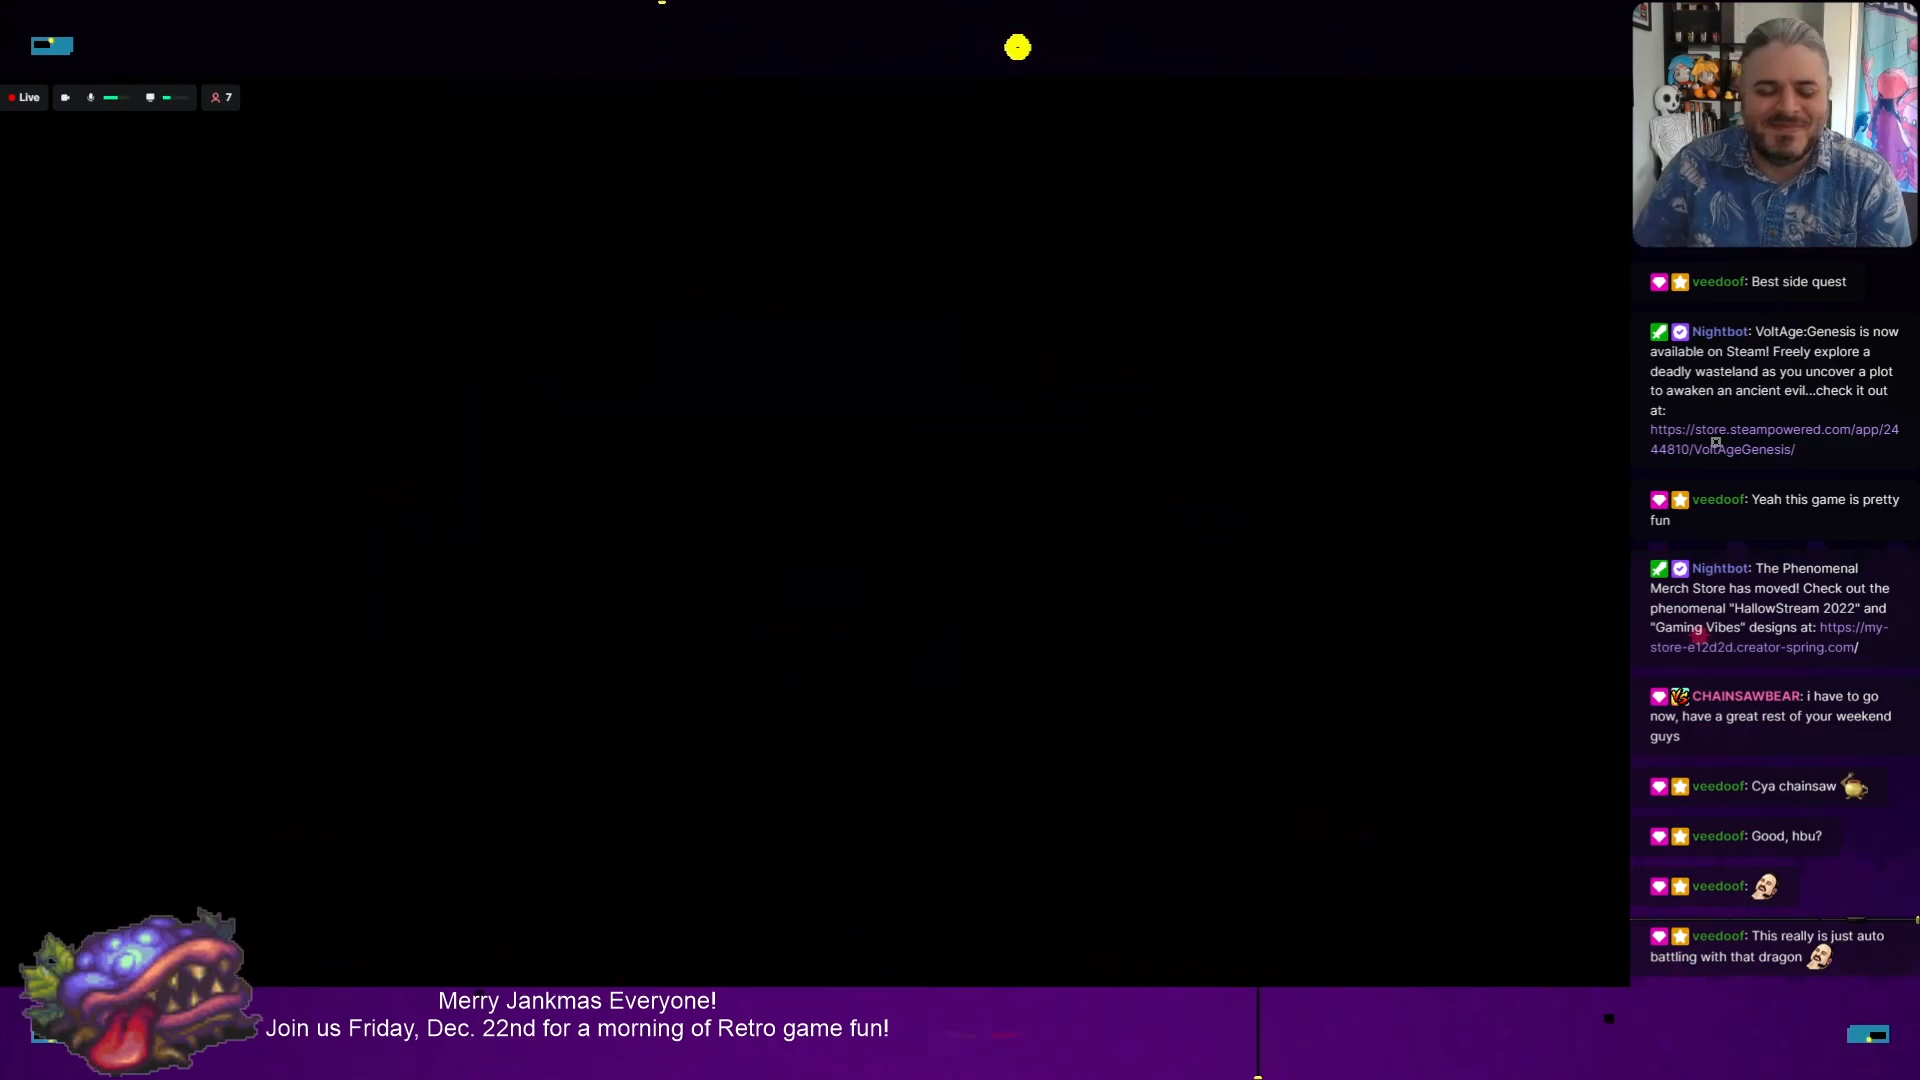 Live
7
veedoof: Best side quest
Nightbot: VoltAge:Genesis is now
available on Steam! Freely explore a
deadly wasteland as you uncover a plot
to awaken an ancient evil...check it out
at:
https://store.steampowered.com/app/24
44810/VoltAgeGenesis/
veedoof: Yeah this game is pretty
fun
Nightbot: The Phenomenal
Merch Store has moved! Check out the
phenomenal "HallowStream 2022" and
"Gaming Vibes" designs at: https://my-
store-e12d2d.creator-spring.com/
CHAINSAWBEAR: i have to go
now, have a great rest of your weekend
guys
veedoof: Cya chainsaw
veedoof: Good, hbu?
veedoof:
veedoof: This really is just auto
battling with that dragon
Merry Jankmas Everyone!
Join us Friday, Dec. 22nd for a morning of Retro game fun!